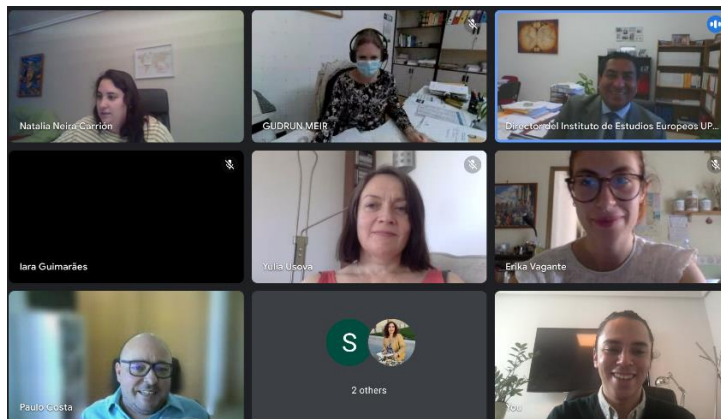 Natalia Neira Carrión
GUDRUN MEIR
Director del Instituto de Estudios Europeos UP...
Iara Guimarães
Yulia Usova
Erika Vagante
Paulo Costa
S
2 others
You